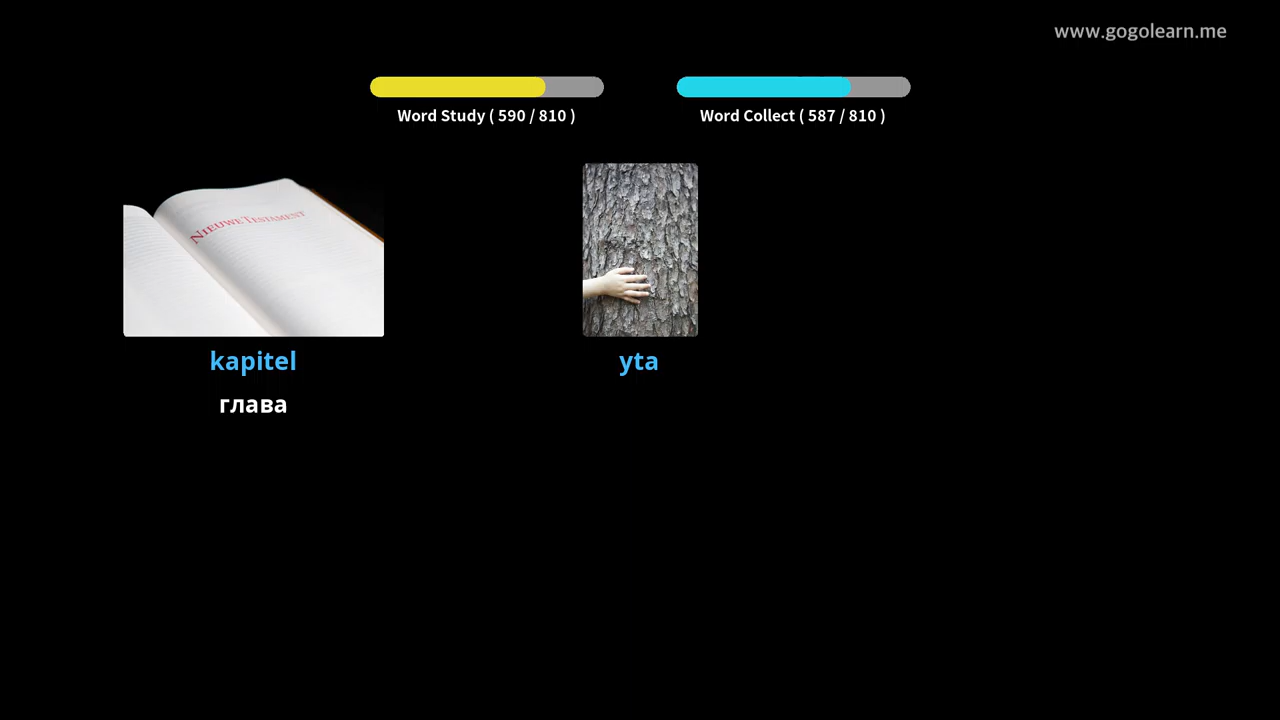 www.gogolearn.me
Word Study ( 590 / 810 )
Word Collect ( 587 / 810 )
NIEUWE TESTAMENT
kapitel
yta
глава